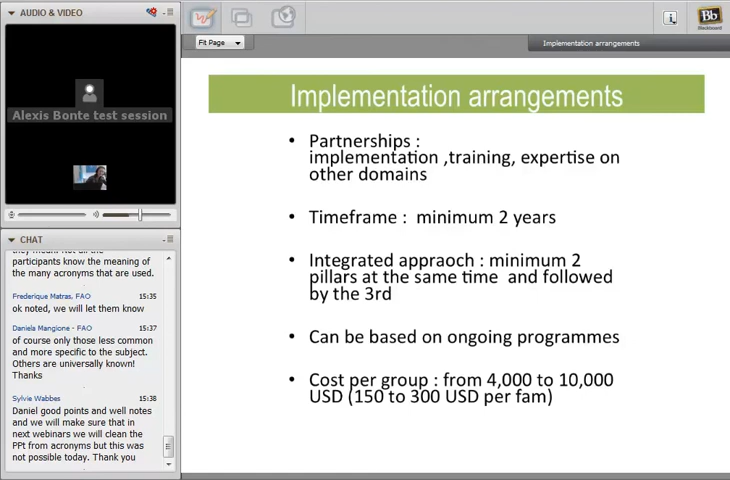 AUDIO & VIDEO
Alexis Bonte test session
CHAT
participants know the meaning of
the many acronyms that are used.
Frederique Matras, FAO 15:35
ok noted, we will let them know
Daniela Mangione - FAO 15:37
of course only those less common
and more specific to the subject.
Others are universally known!
Thanks
Sylvie Wabbes 15:38
Daniel good points and well notes
and we will make sure that in
next webinars we will clean the
PPt from acronyms but this was
not possible today. Thank you
Fit Page
Implementation arrangements
i
Bb
Blackboard
Implementation arrangements
• Partnerships :
implementation ,training, expertise on
other domains
• Timeframe : minimum 2 years
• Integrated appraoch : minimum 2
pillars at the same time and followed
by the 3rd
• Can be based on ongoing programmes
• Cost per group : from 4,000 to 10,000
USD (150 to 300 USD per fam)